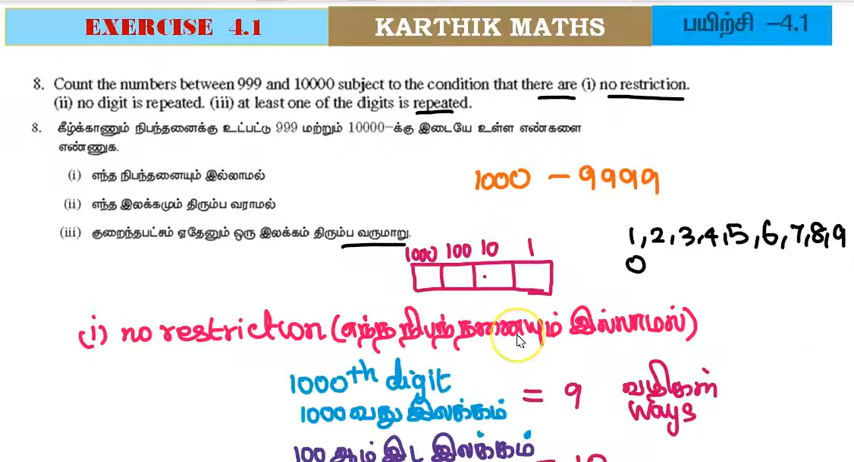 EXERCISE 4.1 KARTHIK MATHS பயிற்சி -4.1
8. Count the numbers between 999 and 10000 subject to the condition that there are (i) no restriction.
(ii) no digit is repeated. (iii) at least one of the digits is repeated.
8. கீழ்க்காணும் நிபந்தனைக்கு உட்பட்டு 999 மற்றும் 10000-க்கு இடையே உள்ள எண்களை
எண்ணுக.
(i) எந்த நிபந்தனையும் இல்லாமல்
1000 - 9999
(ii) எந்த இலக்கமும் திரும்ப வராமல்
(iii) குறைந்தபட்சம் ஏதேனும் ஒரு இலக்கம் திரும்ப வருமாறு.
1,2,3,4,5,6,7,8,9
0
1000 100 10 1
(i) no restriction (எந்த நிபந்தனையும் இல்லாமல்)
1000th digit
1000 வது இலக்கம் = 9 வழிகள்
ways
100 ஆம் இட இலக்கம்